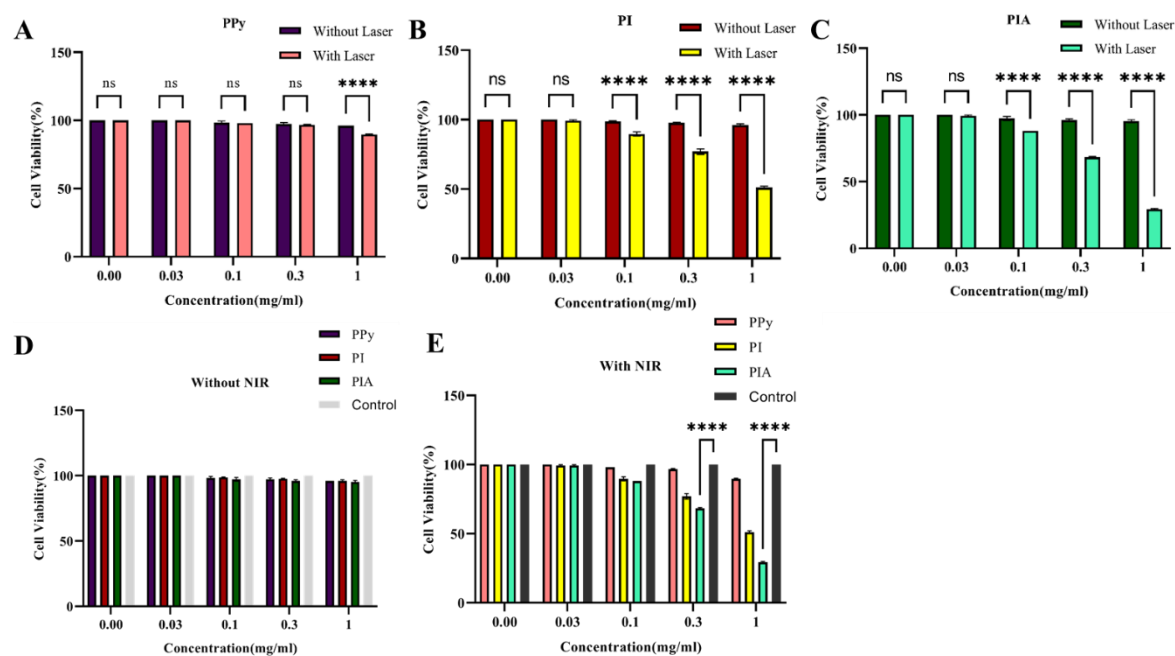 A
PPy
Without Laser
With Laser
150
100
50
0
ns
ns
ns
ns
****
Cell Viability(%)
0.00 0.03 0.1 0.3 1
Concentration(mg/ml)
B
PI
Without Laser
With Laser
150
100
50
0
ns
ns
****
****
****
Cell Viability(%)
0.00 0.03 0.1 0.3 1
Concentration(mg/ml)
C
PIA
Without Laser
With Laser
150
100
50
0
ns
ns
****
****
****
Cell Viability(%)
0.00 0.03 0.1 0.3 1
Concentration(mg/ml)
D
PPy
PI
PIA
Control
Without NIR
150
100
50
0
Cell Viability(%)
0.00 0.03 0.1 0.3 1
Concentration(mg/ml)
E
PPy
PI
PIA
Control
With NIR
150
100
50
0
****
****
Cell Viability(%)
0.00 0.03 0.1 0.3 1
Concentration(mg/ml)